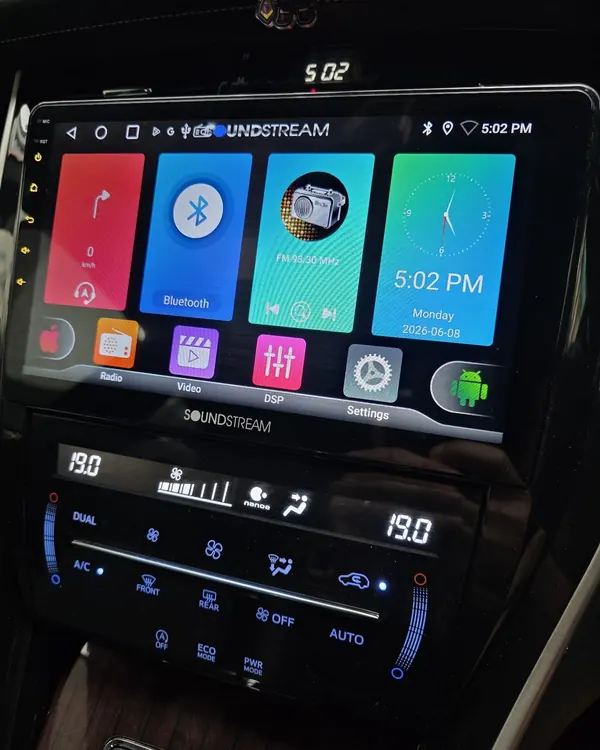 5:02
MIC
RST
SOUNDSTREAM
5:02 PM
0
km/h
Bluetooth
FM 95.30 MHz
12
3
6
9
5:02 PM
Monday
2026-06-08
Radio
Video
DSP
Settings
SOUNDSTREAM
19.0
nanoe
19.0
DUAL
A/C
FRONT
REAR
OFF
AUTO
A
OFF
ECO
MODE
PWR
MODE